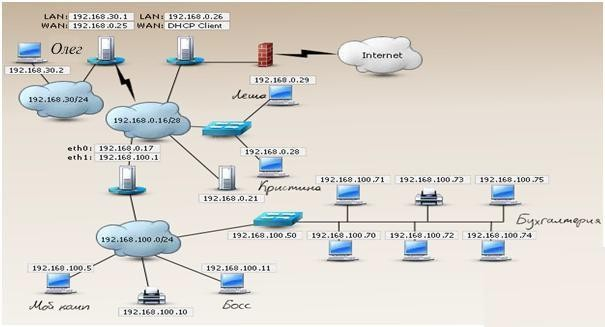 LAN: 192.168.30.1
WAN: 192.168.0.25
LAN: 192.168.0.26
WAN: DHCP Client
Олег
192.168.30.2
Internet
192.168.30/24
192.168.0.29
Леша
192.168.0.16/28
eth0: 192.168.0.17
eth1: 192.168.100.1
192.168.0.28
Кристина
192.168.0.21
192.168.100.71
192.168.100.73
192.168.100.75
Бухгалтерия
192.168.100.0/24
192.168.100.50
192.168.100.70
192.168.100.72
192.168.100.74
192.168.100.5
192.168.100.11
Мой комп
192.168.100.10
Босс